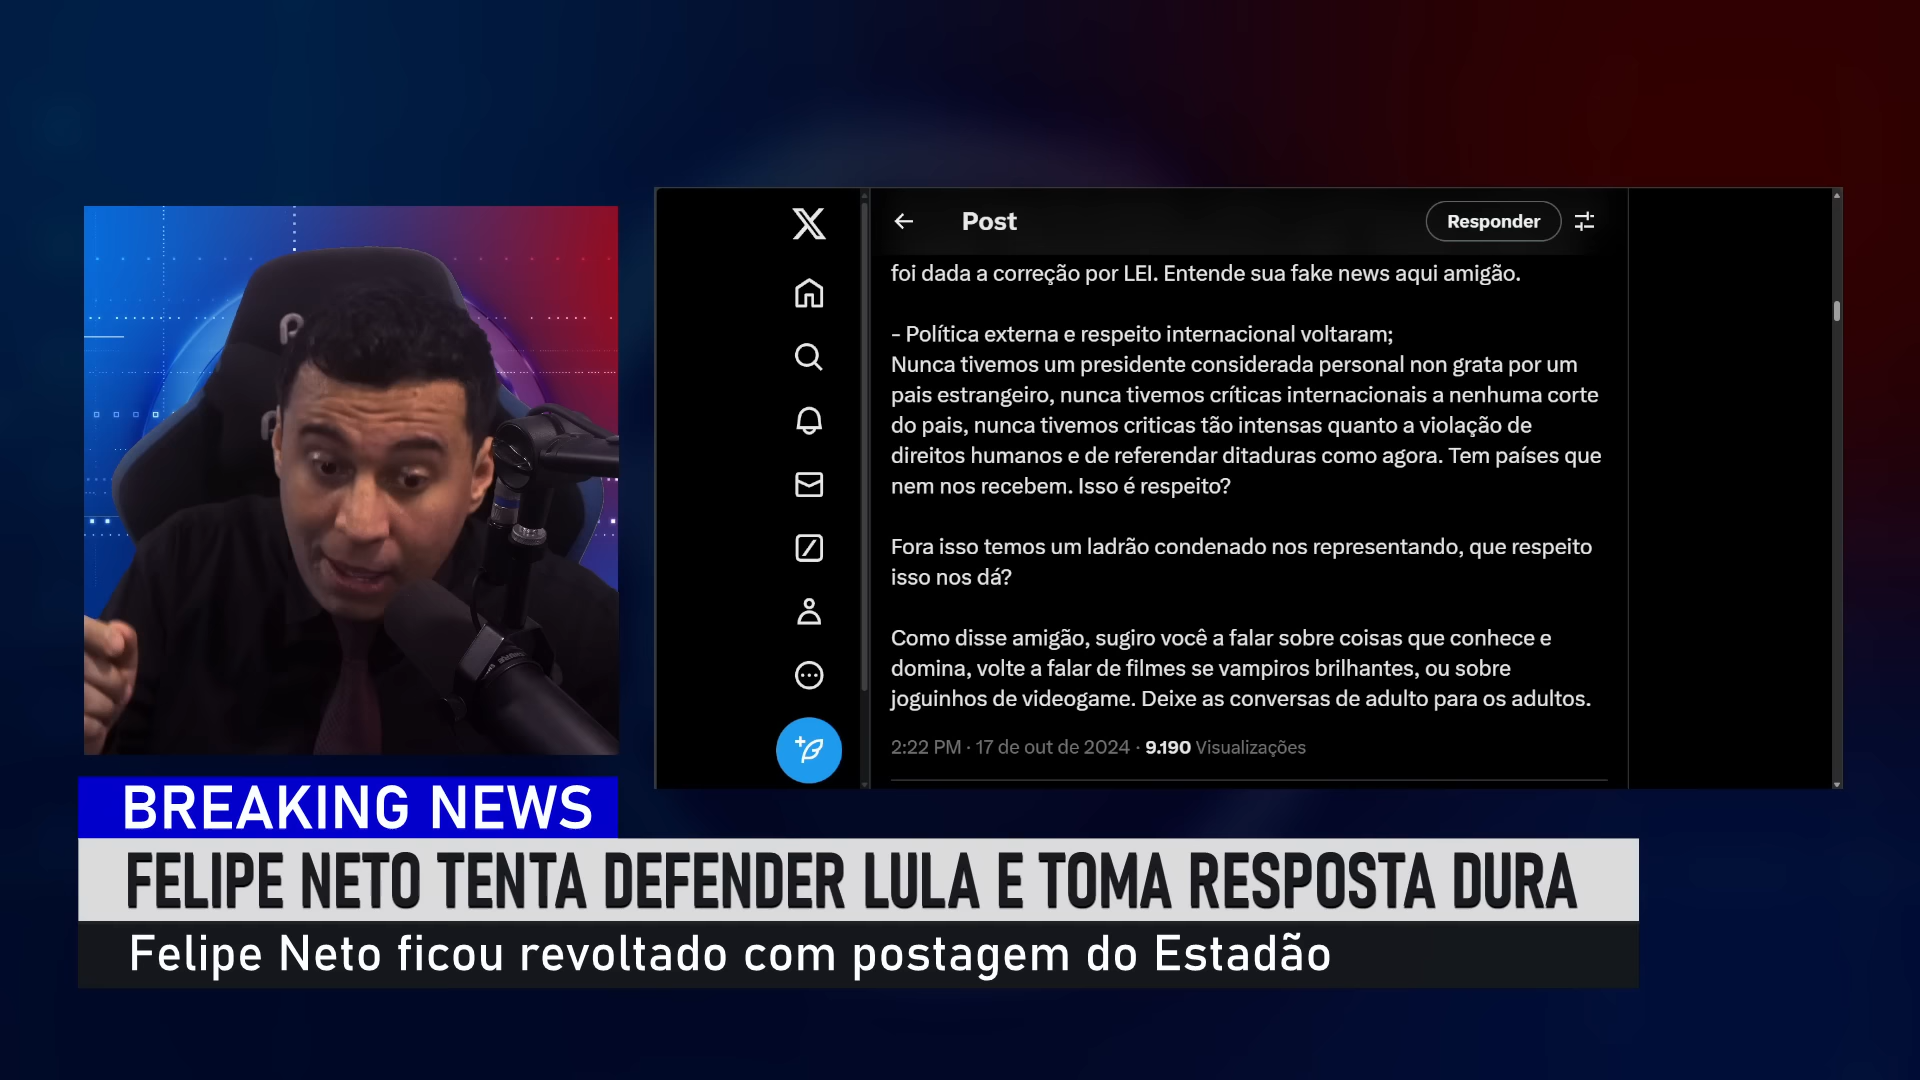 Post
Responder
foi dada a correção por LEI. Entende sua fake news aqui amigão.
- Política externa e respeito internacional voltaram;
Nunca tivemos um presidente considerada personal non grata por um
pais estrangeiro, nunca tivemos críticas internacionais a nenhuma corte
do pais, nunca tivemos criticas tão intensas quanto a violação de
direitos humanos e de referendar ditaduras como agora. Tem países que
nem nos recebem. Isso é respeito?
Fora isso temos um ladrão condenado nos representando, que respeito
isso nos dá?
Como disse amigão, sugiro você a falar sobre coisas que conhece e
domina, volte a falar de filmes se vampiros brilhantes, ou sobre
joguinhos de videogame. Deixe as conversas de adulto para os adultos.
2:22 PM · 17 de out de 2024 · 9.190 Visualizações
BREAKING NEWS
FELIPE NETO TENTA DEFENDER LULA E TOMA RESPOSTA DURA
Felipe Neto ficou revoltado com postagem do Estadão